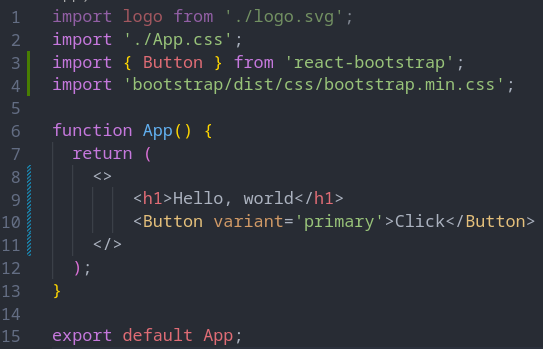 1 import logo from './logo.svg';
2 import './App.css';
3 import { Button } from 'react-bootstrap';
4 import 'bootstrap/dist/css/bootstrap.min.css';
5
6 function App() {
7   return (
8     <>
9         <h1>Hello, world</h1>
10         <Button variant='primary'>Click</Button>
11     </>
12   );
13 }
14
15 export default App;